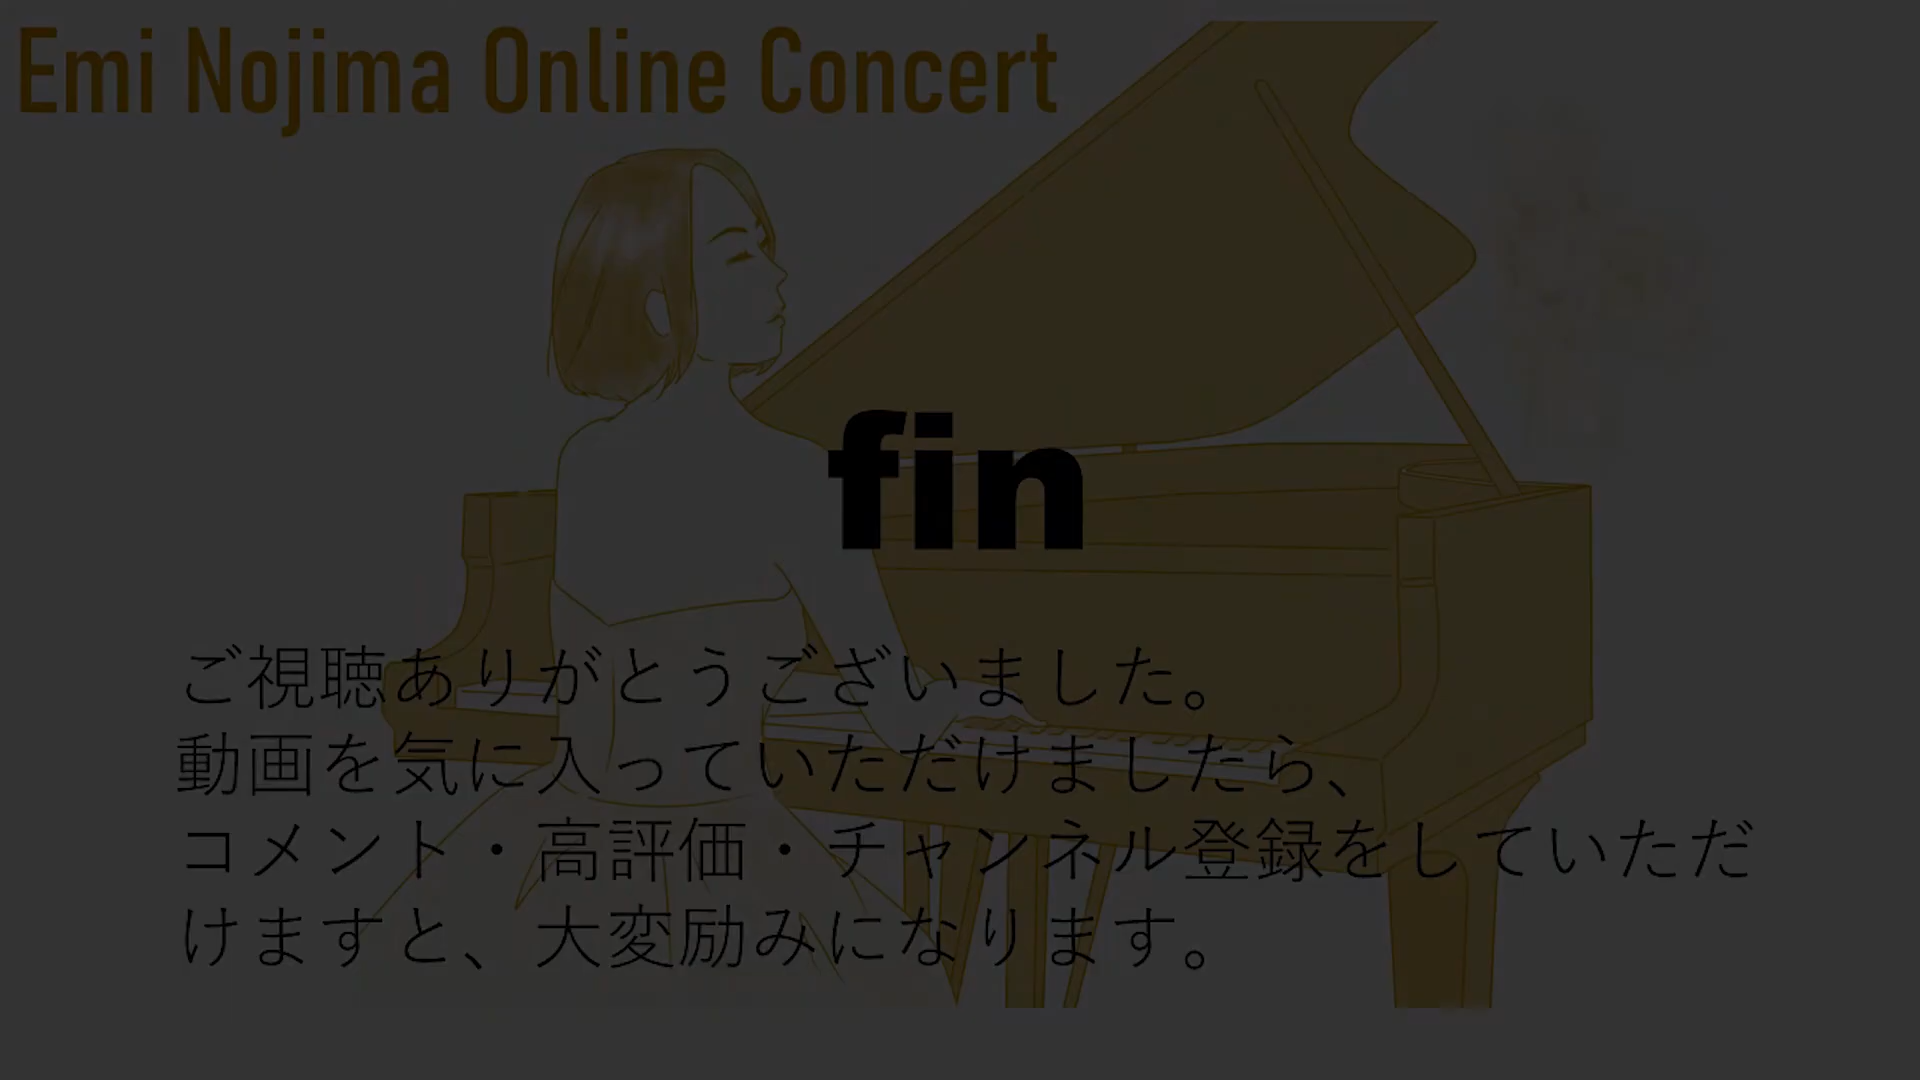 Emi Nojima Online Concert
fin
ご視聴ありがとうございました。
動画を気に入っていただけましたら、
コメント・高評価・チャンネル登録をしていただ
けますと、大変励みになります。